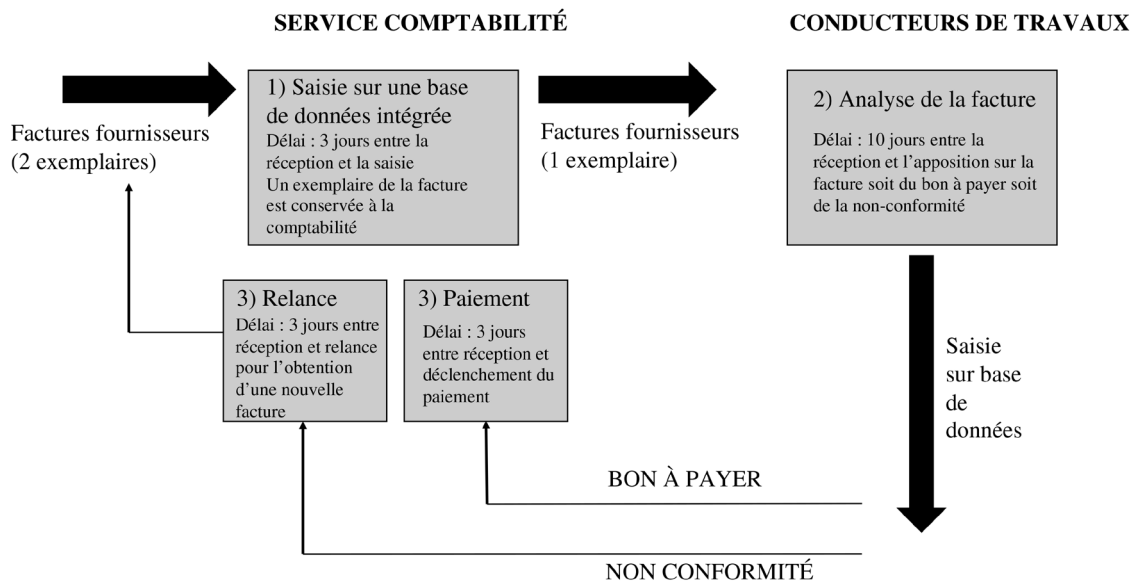 SERVICE COMPTABILITÉ
CONDUCTEURS DE TRAVAUX
Factures fournisseurs
(2 exemplaires)
1) Saisie sur une base
de données intégrée
Délai : 3 jours entre la
réception et la saisie
Un exemplaire de la facture
est conservée à la
comptabilité
Factures fournisseurs
(1 exemplaire)
2) Analyse de la facture
Délai : 10 jours entre la
réception et l’apposition sur la
facture soit du bon à payer soit
de la non-conformité
3) Relance
Délai : 3 jours entre
réception et relance
pour l’obtention
d’une nouvelle
facture
3) Paiement
Délai : 3 jours
entre réception et
déclenchement du
paiement
Saisie
sur base
de
données
BON À PAYER
NON CONFORMITÉ